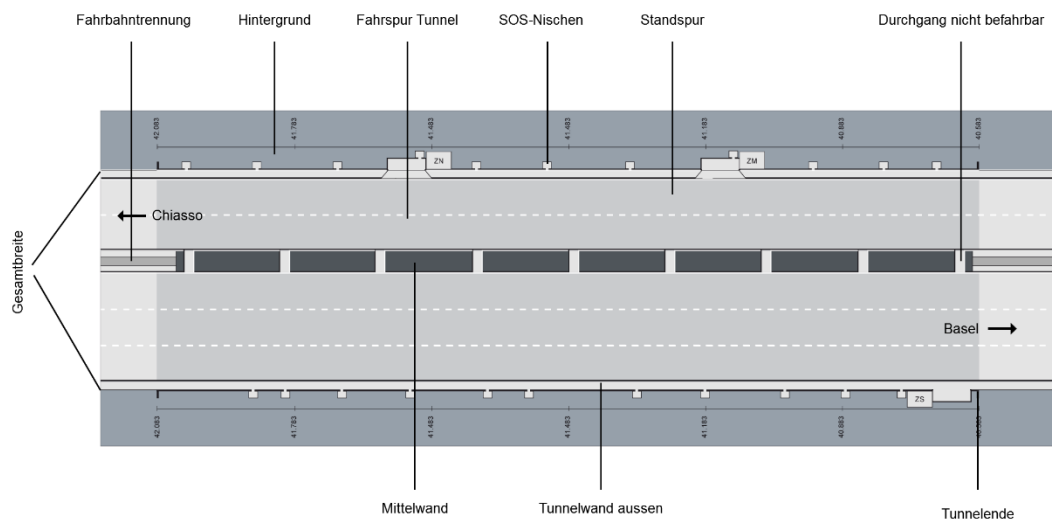 Fahrbahntrennung
Hintergrund
Fahrspur Tunnel
SOS-Nischen
Standspur
Durchgang nicht befahrbar
42.083
41.783
41.483
41.483
41.183
40.883
40.583
ZN
ZM
Chiasso
Gesamtbreite
Basel
ZS
42.083
41.783
41.483
41.483
41.183
40.883
40.583
Mittelwand
Tunnelwand aussen
Tunnelende